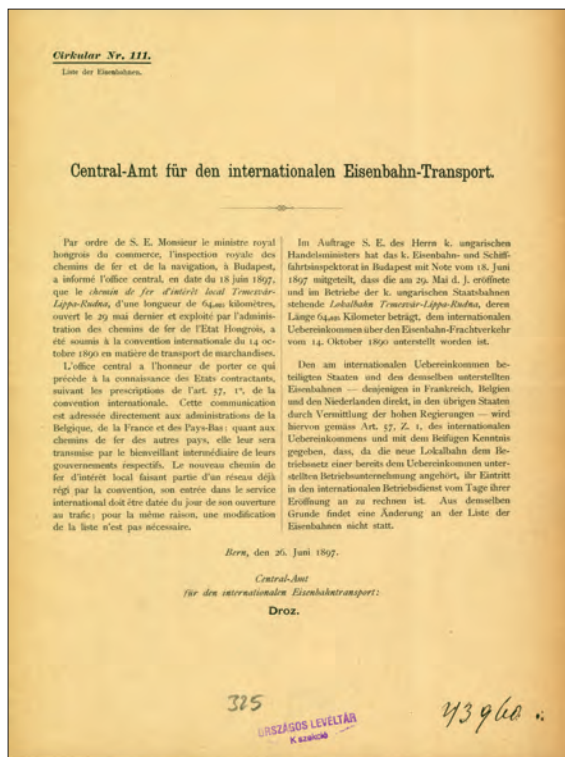 Cirkular Nr. 111.
Liste der Eisenbahnen.
Central-Amt für den internationalen Eisenbahn-Transport.
Par ordre de S. E. Monsieur le ministre royal
hongrois du commerce, l'inspection royale des
chemins de fer et de la navigation, à Budapest,
a informé l'office central, en date du 18 juin 1897,
que le chemin de fer d'intérêt local Temesvár-
Lippa-Radna, d'une longueur de kilomètres,
ouvert le 29 mai dernier et exploité par l'adminis-
tration des chemins de fer de l'Etat Hongrois, a
été soumis à la convention internationale du 14 oc-
tobre 1890 en matière de transport de marchandises.
L'office central a l'honneur de porter ce qui
précède à la connaissance des Etats contractants,
suivant les prescriptions de l'art. 57, 1°, de la
convention internationale. Cette communication
est adressée directement aux administrations de la
Belgique, de la France et des Pays-Bas; quant aux
chemins de fer des autres pays, elle leur sera
transmise par le bienveillant intermédiaire de leurs
gouvernements respectifs. Le nouveau chemin de
fer d'intérêt local faisant partie d'un réseau déjà
régi par la convention, son entrée dans le service
international doit être datée du jour de son ouverture
au trafic; pour la même raison, une modification
de la liste n'est pas nécessaire.
Im Auftrage S. E. des Herrn k. ungarischen
Handelsministers hat das k. Eisenbahn- und Schiff-
fahrtsinspektorat in Budapest mit Note vom 18. Juni
1897 mitgeteilt, dass die am 29. Mai d. J. eröffnete
und im Betriebe der k. ungarischen Staatsbahnen
stehende Lokalbahn Temesvár-Lippa-Radna, deren
Länge Kilometer beträgt, dem internationalen
Uebereinkommen über den Eisenbahn-Frachtverkehr
vom 14. Oktober 1890 unterstellt worden ist.
Den am internationalen Uebereinkommen be-
teiligten Staaten und den demselben unterstellten
Eisenbahnen — denjenigen in Frankreich, Belgien
und den Niederlanden direkt, in den übrigen Staaten
durch Vermittlung der hohen Regierungen — wird
hiervon gemäss Art. 57, Z. 1, des internationalen
Uebereinkommens und mit dem Beifügen Kenntnis
gegeben, dass, da die neue Lokalbahn dem Be-
triebsnetz einer bereits dem Uebereinkommen unter-
stellten Betriebsunternehmung angehört, ihr Eintritt
in den internationalen Betriebsdienst vom Tage ihrer
Eröffnung an zu rechnen ist. Aus demselben
Grunde findet eine Änderung an der Liste der
Eisenbahnen nicht statt.
Bern, den 26. Juni 1897.
Central-Amt
für den internationalen Eisenbahntransport:
Droz.
325
ORSZÁGOS LEVÉLTÁR
K szekció
43960